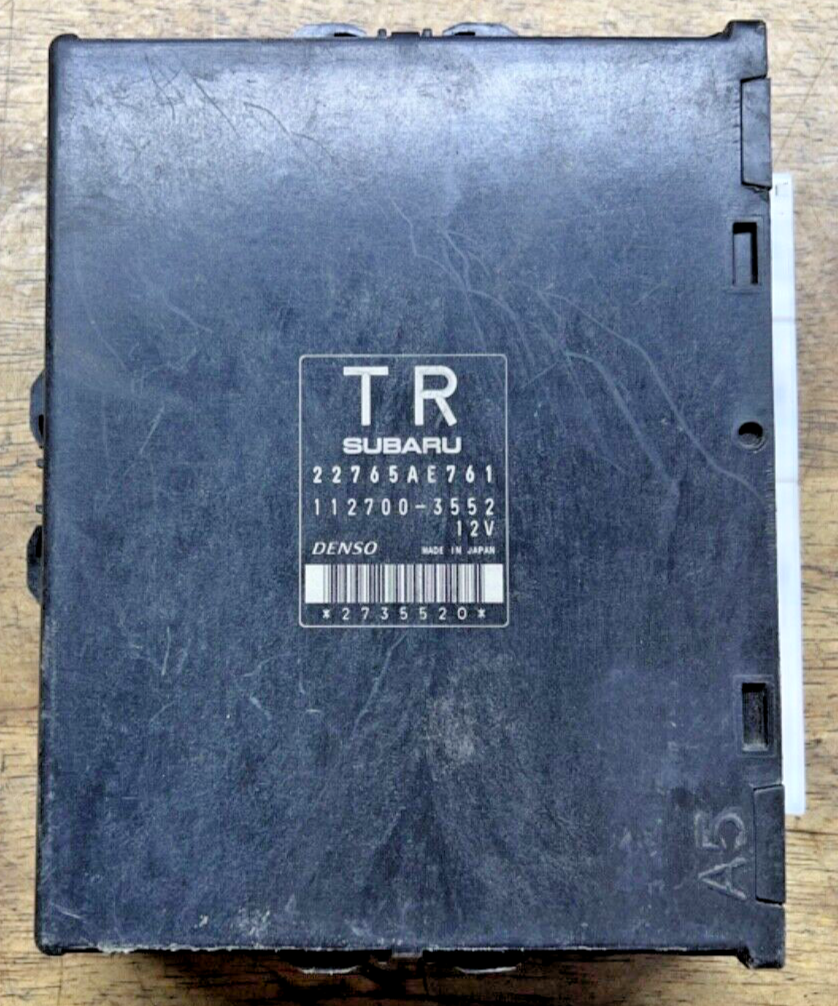 TR
SUBARU
22765AE761
112700-3552
12V
DENSO MADE IN JAPAN
*2735520*
A5